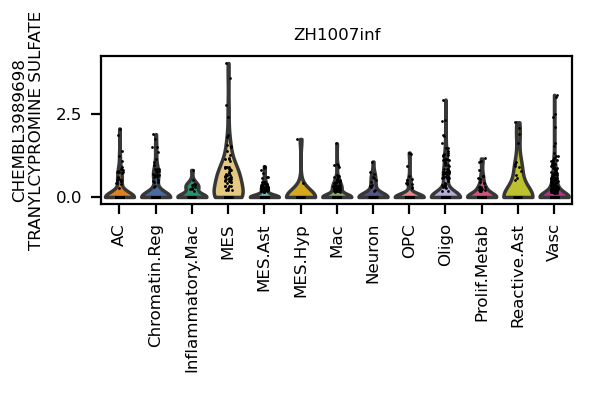 ZH1007inf
CHEMBL3989698
TRANYLCYPROMINE SULFATE
2.5
0.0
AC
Chromatin.Reg
Inflammatory.Mac
MES
MES.Ast
MES.Hyp
Mac
Neuron
OPC
Oligo
Prolif.Metab
Reactive.Ast
Vasc